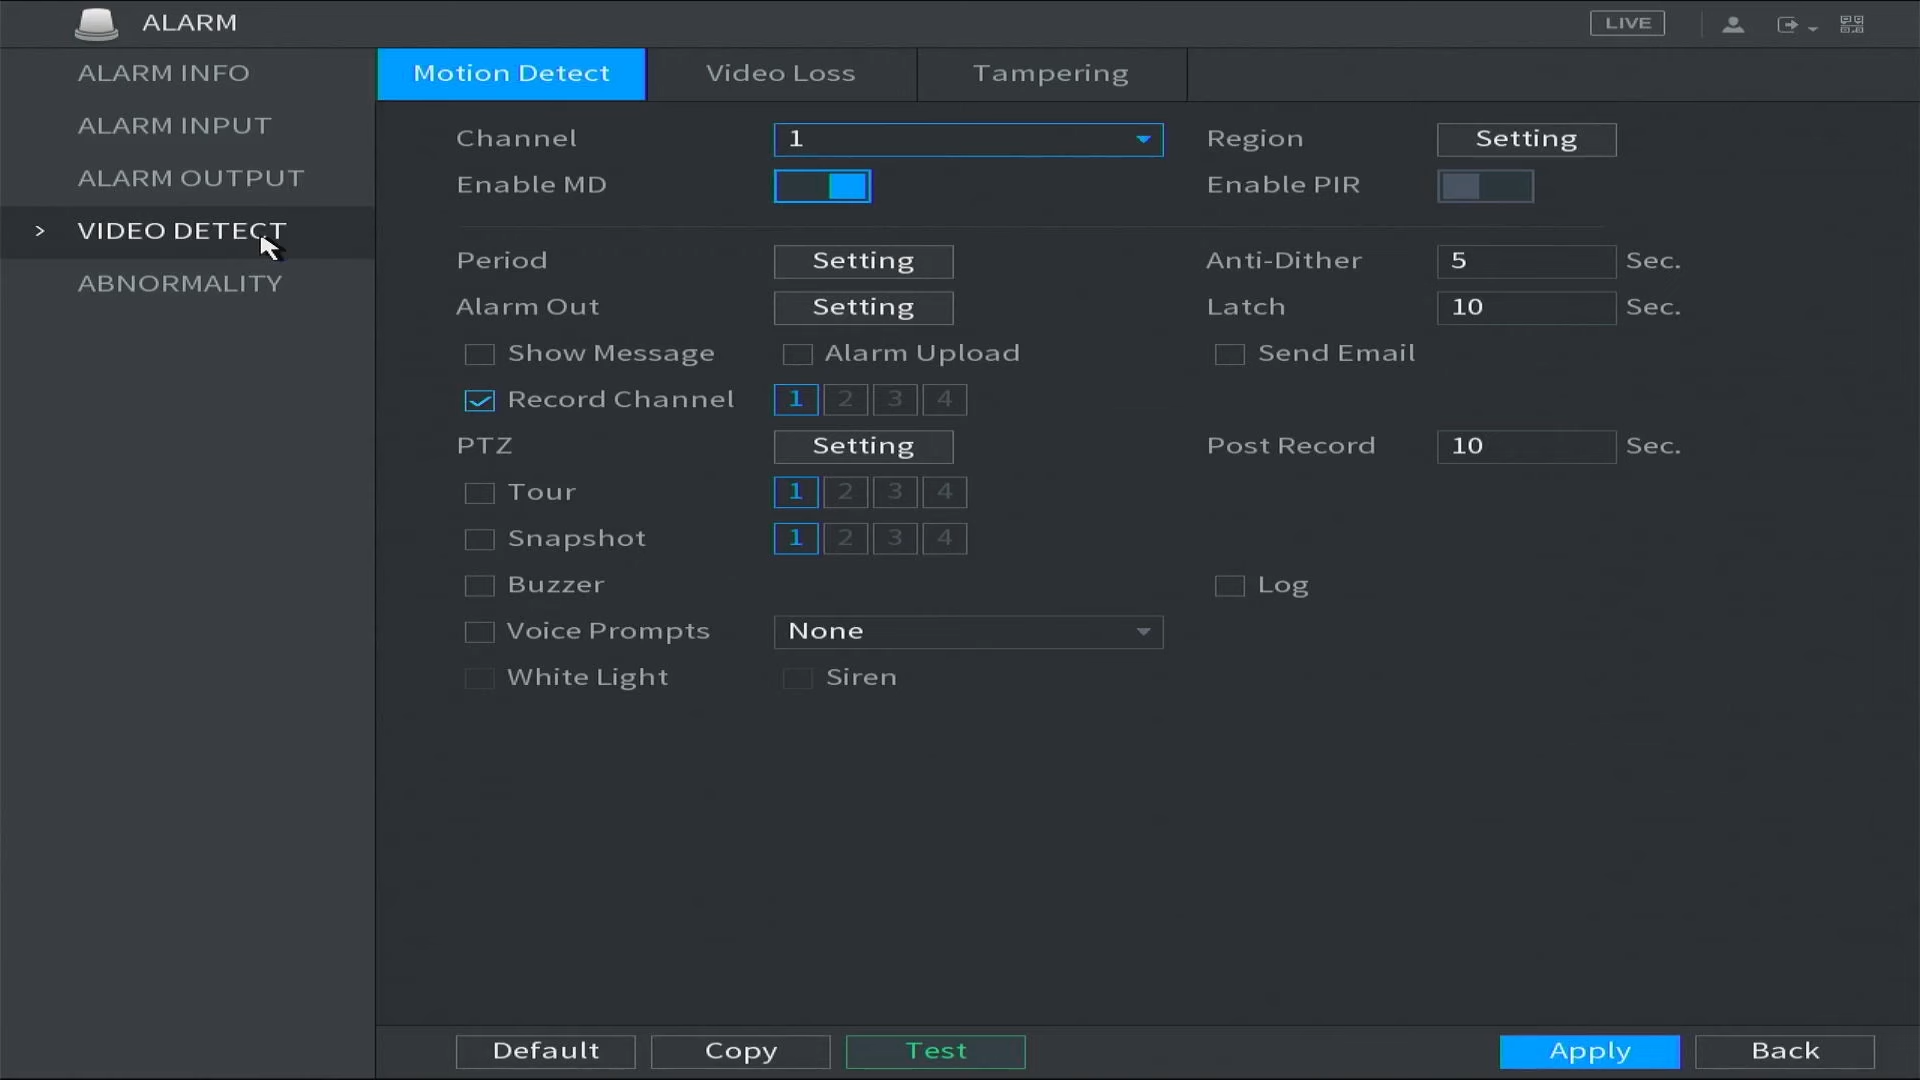 ALARM
LIVE
ALARM INFO
ALARM INPUT
ALARM OUTPUT
> VIDEO DETECT
ABNORMALITY
Motion Detect Video Loss Tampering
Channel 1 Region Setting
Enable MD Enable PIR
Period Setting Anti-Dither 5 Sec.
Alarm Out Setting Latch 10 Sec.
Show Message Alarm Upload Send Email
Record Channel 1 2 3 4
PTZ Setting Post Record 10 Sec.
Tour 1 2 3 4
Snapshot 1 2 3 4
Buzzer Log
Voice Prompts None
White Light Siren
Default Copy Test Apply Back